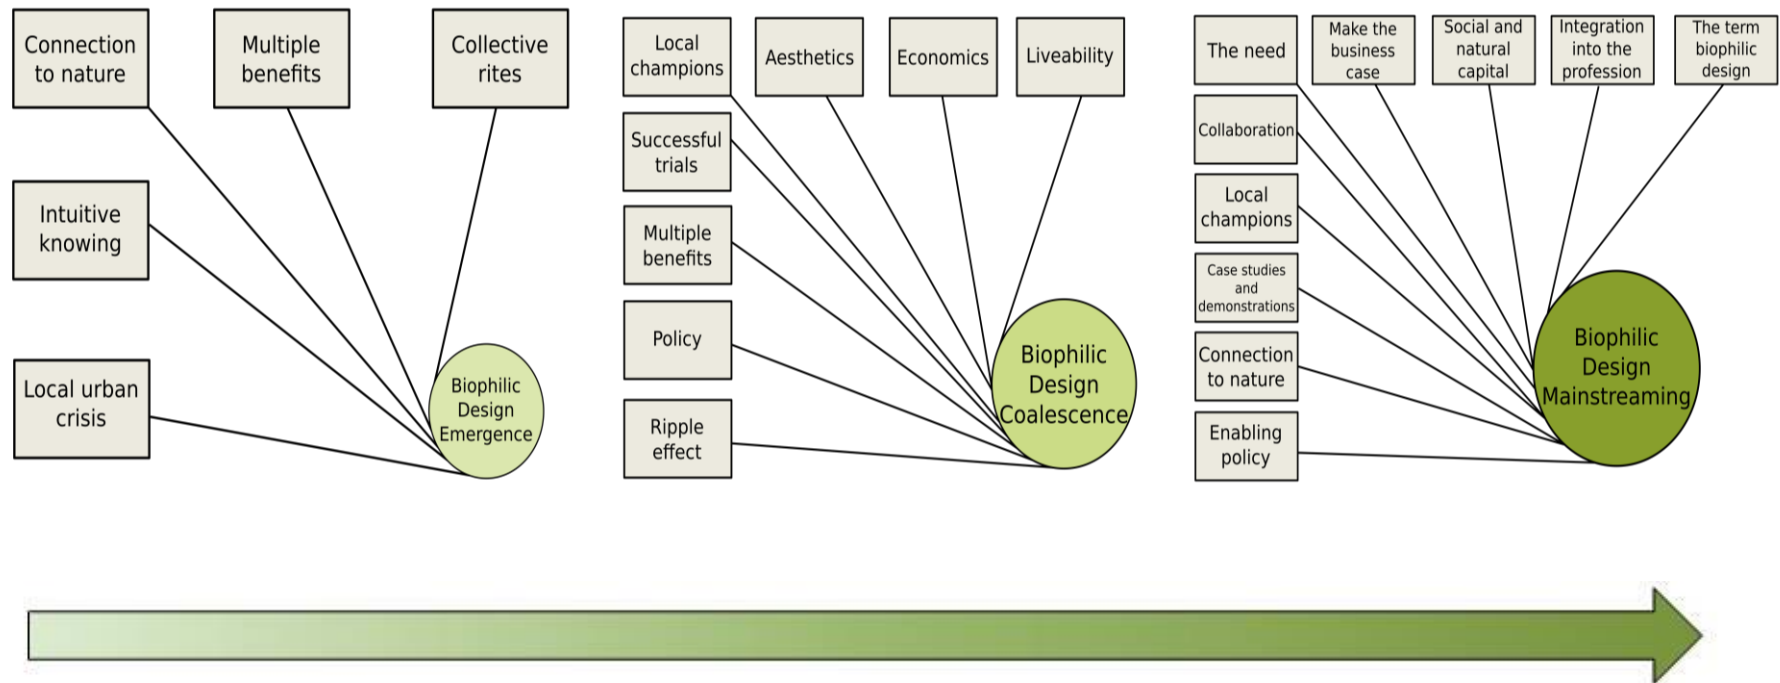 Connection
to nature
Multiple
benefits
Collective
rites
Intuitive
knowing
Local urban
crisis
Biophilic
Design
Emergence
Local
champions
Aesthetics
Economics
Liveability
Successful
trials
Multiple
benefits
Policy
Ripple
effect
Biophilic
Design
Coalescence
The need
Make the
business
case
Social and
natural
capital
Integration
into the
profession
The term
biophilic
design
Collaboration
Local
champions
Case studies
and
demonstrations
Connection
to nature
Enabling
policy
Biophilic
Design
Mainstreaming